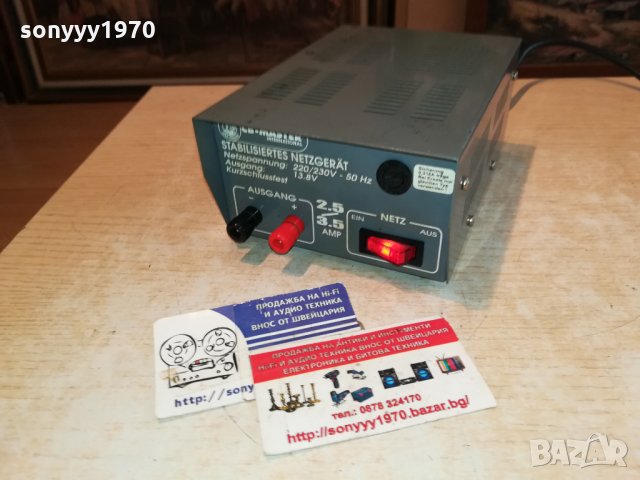 sonyyy1970
CB-MASTER
INTERNATIONAL
STABILISIERTES NETZGERÄT
Netzspannung: 220/230V - 50 Hz
Ausgang: 13.8V
Kurzschlussfest
AUSGANG
- +
2.5
3.5
AMP
EIN NETZ AUS
Sicherung
ПРОДАЖБА НА Hi-Fi
И АУДИО ТЕХНИКА
ВНОС ОТ ШВЕЙЦАРИЯ
http://sony
ПРОДАЖБА НА АНТИКИ И ИНСТРУМЕНТИ
Hi-Fi И АУДИО ТЕХНИКА ВНОС ОТ ШВЕЙЦАРИЯ
ЕЛЕКТРОНИКА И БИТОВА ТЕХНИКА
тел.: 0878 324170
http://sonyyy1970.bazar.bg/
bazar